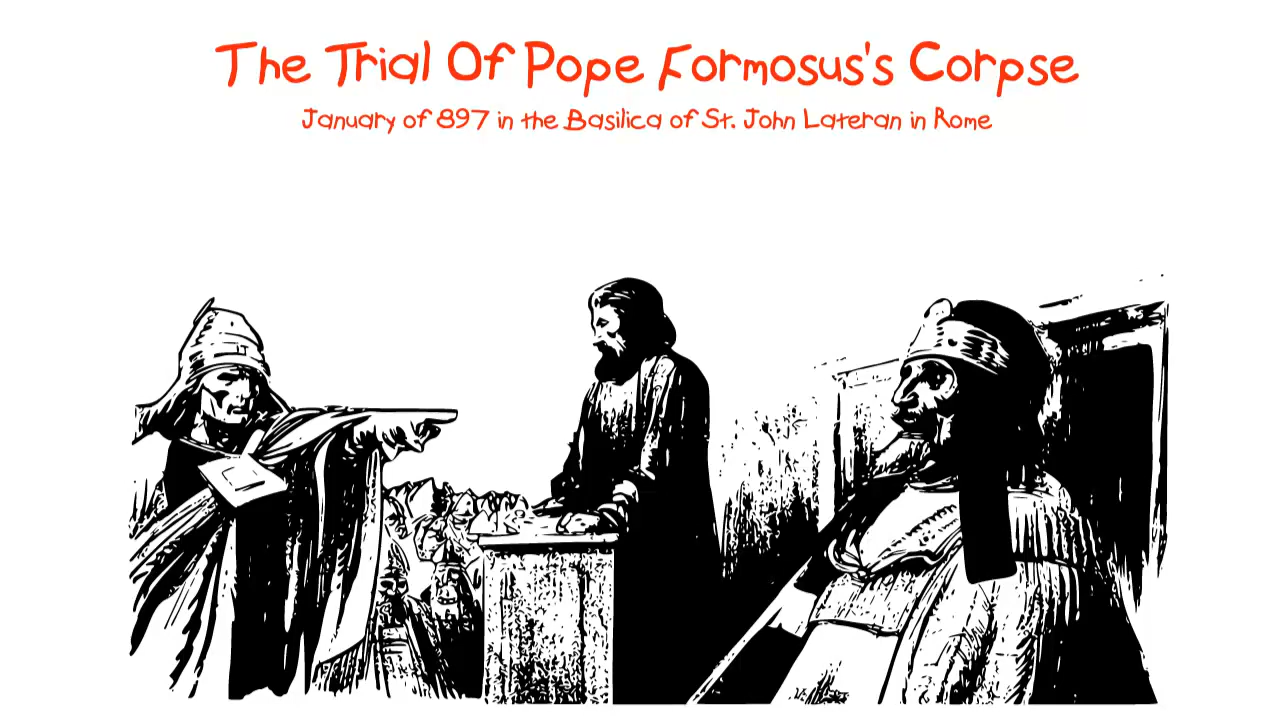 The Trial Of Pope Formosus's Corpse
January of 897 in the Basilica of St. John Lateran in Rome